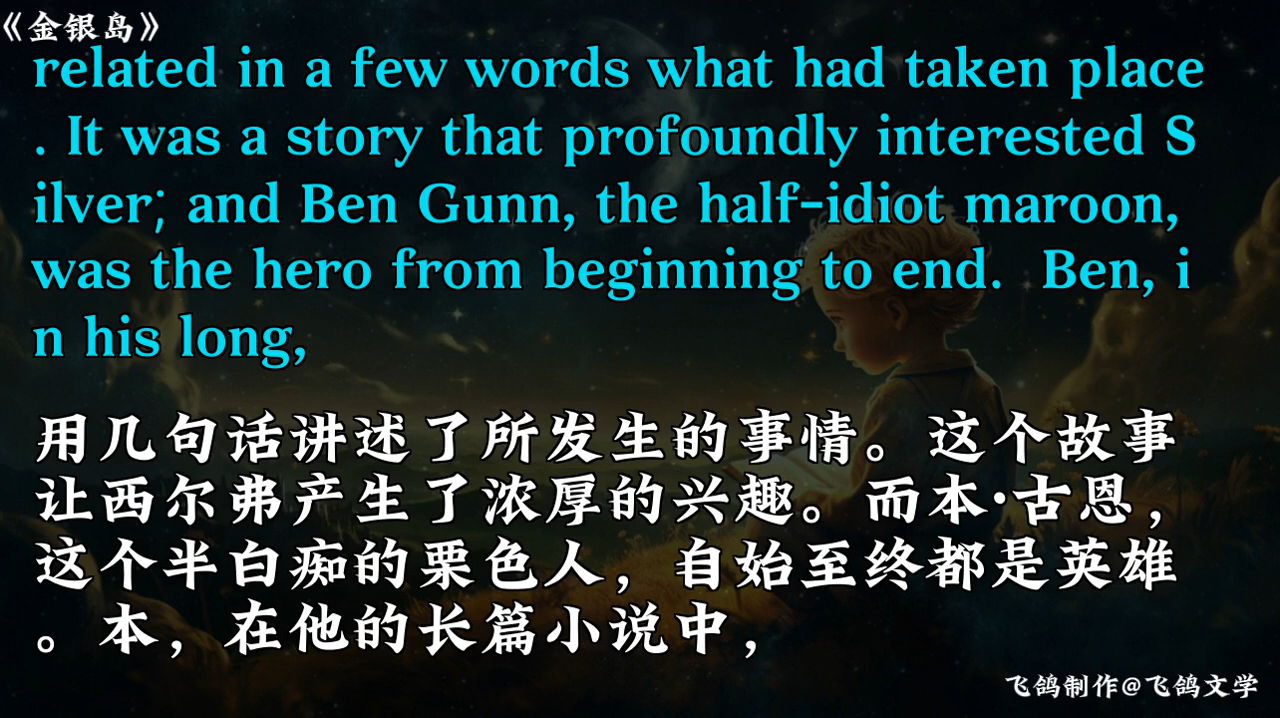 《金银岛》
related in a few words what had taken place
. It was a story that profoundly interested S
ilver; and Ben Gunn, the half-idiot maroon,
was the hero from beginning to end.  Ben, i
n his long,
用几句话讲述了所发生的事情。这个故事
让西尔弗产生了浓厚的兴趣。而本·古恩，
这个半白痴的栗色人，自始至终都是英雄
。本，在他的长篇小说中，
飞鸽制作@飞鸽文学